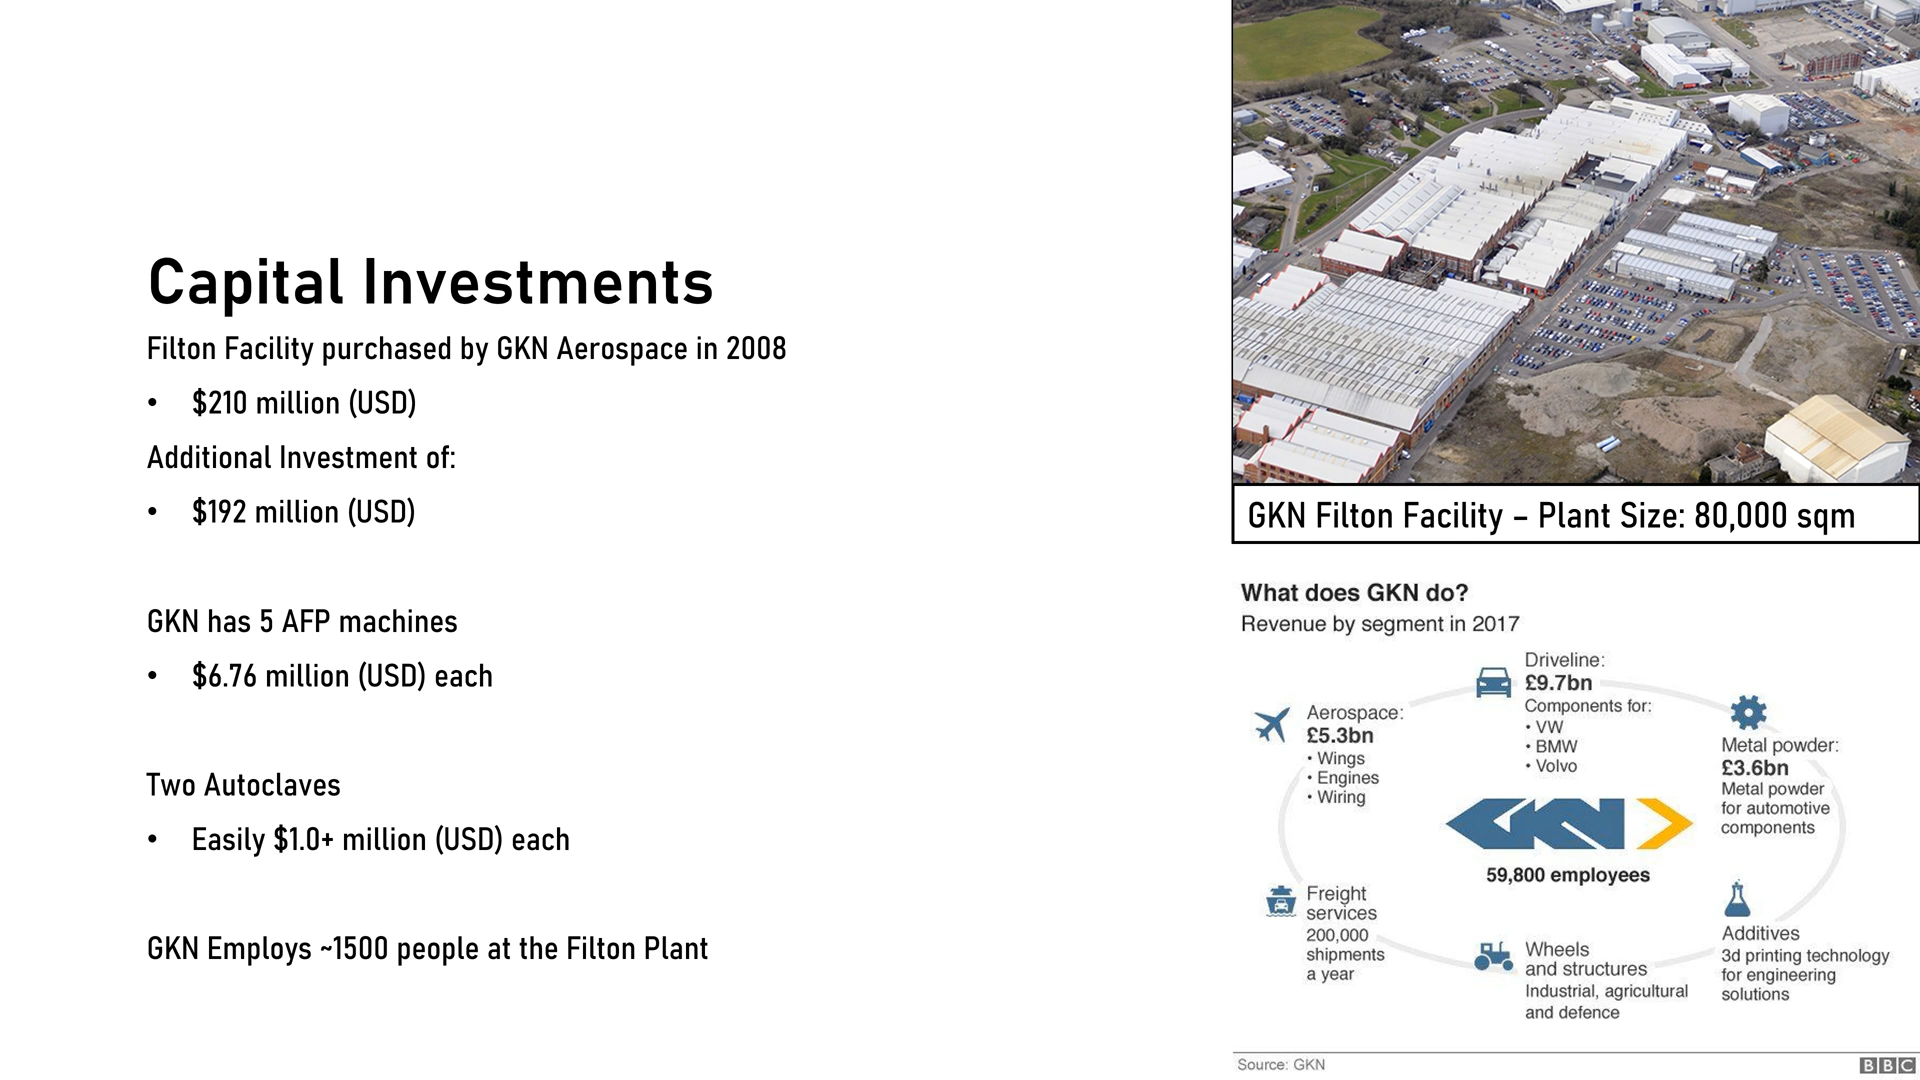 Capital Investments
Filton Facility purchased by GKN Aerospace in 2008
• $210 million (USD)
Additional Investment of:
• $192 million (USD)
GKN has 5 AFP machines
• $6.76 million (USD) each
Two Autoclaves
• Easily $1.0+ million (USD) each
GKN Employs ~1500 people at the Filton Plant
GKN Filton Facility – Plant Size: 80,000 sqm
What does GKN do?
Revenue by segment in 2017
Driveline:
£9.7bn
Components for:
• VW
• BMW
• Volvo
Aerospace:
£5.3bn
• Wings
• Engines
• Wiring
Metal powder:
£3.6bn
Metal powder
for automotive
components
GKN
59,800 employees
Freight
services
200,000
shipments
a year
Wheels
and structures
Industrial, agricultural
and defence
Additives
3d printing technology
for engineering
solutions
Source: GKN
BBC